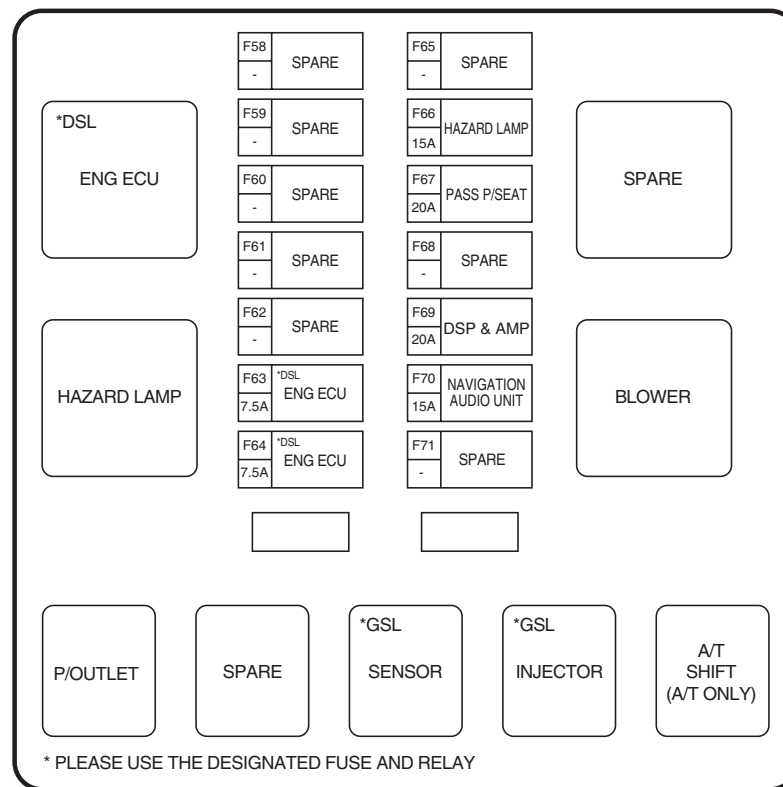 F58
-
SPARE
F59
-
SPARE
F60
-
SPARE
F61
-
SPARE
F62
-
SPARE
F63
7.5A
*DSL
ENG ECU
F64
7.5A
*DSL
ENG ECU
F65
-
SPARE
F66
15A
HAZARD LAMP
F67
20A
PASS P/SEAT
F68
-
SPARE
F69
20A
DSP & AMP
F70
15A
NAVIGATION
AUDIO UNIT
F71
-
SPARE
*DSL
ENG ECU
HAZARD LAMP
SPARE
BLOWER
P/OUTLET
SPARE
*GSL
SENSOR
*GSL
INJECTOR
A/T
SHIFT
(A/T ONLY)
* PLEASE USE THE DESIGNATED FUSE AND RELAY